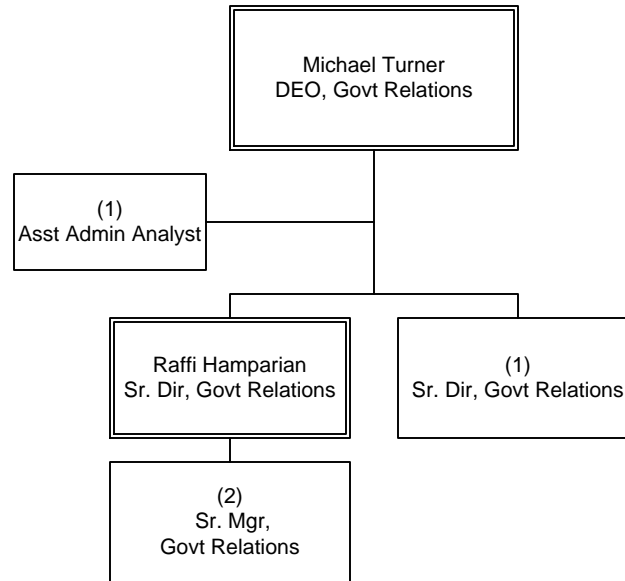 Michael Turner
DEO, Govt Relations
(1)
Asst Admin Analyst
Raffi Hamparian
Sr. Dir, Govt Relations
(1)
Sr. Dir, Govt Relations
(2)
Sr. Mgr,
Govt Relations